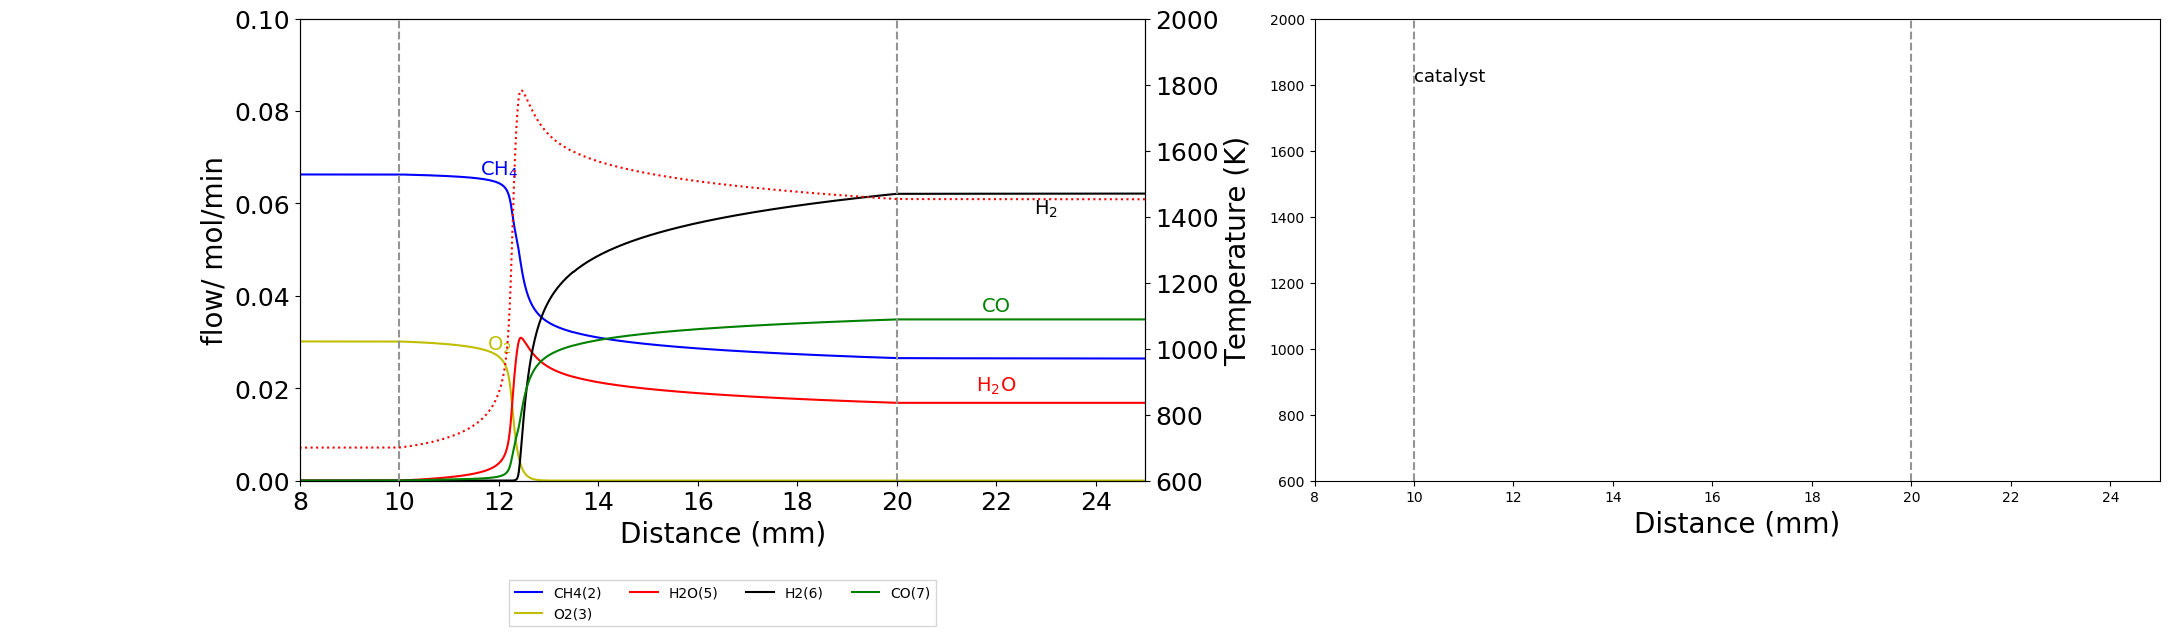 0.10
0.08
0.06
0.04
0.02
0.00
flow/ mol/min
8 10 12 14 16 18 20 22 24
Distance (mm)
2000
1800
1600
1400
1200
1000
800
600
Temperature (K)
CH₄
O₂
H₂
CO
H₂O
CH4(2) H2O(5) H2(6) CO(7)
O2(3)
2000
1800
1600
1400
1200
1000
800
600
catalyst
8 10 12 14 16 18 20 22 24
Distance (mm)